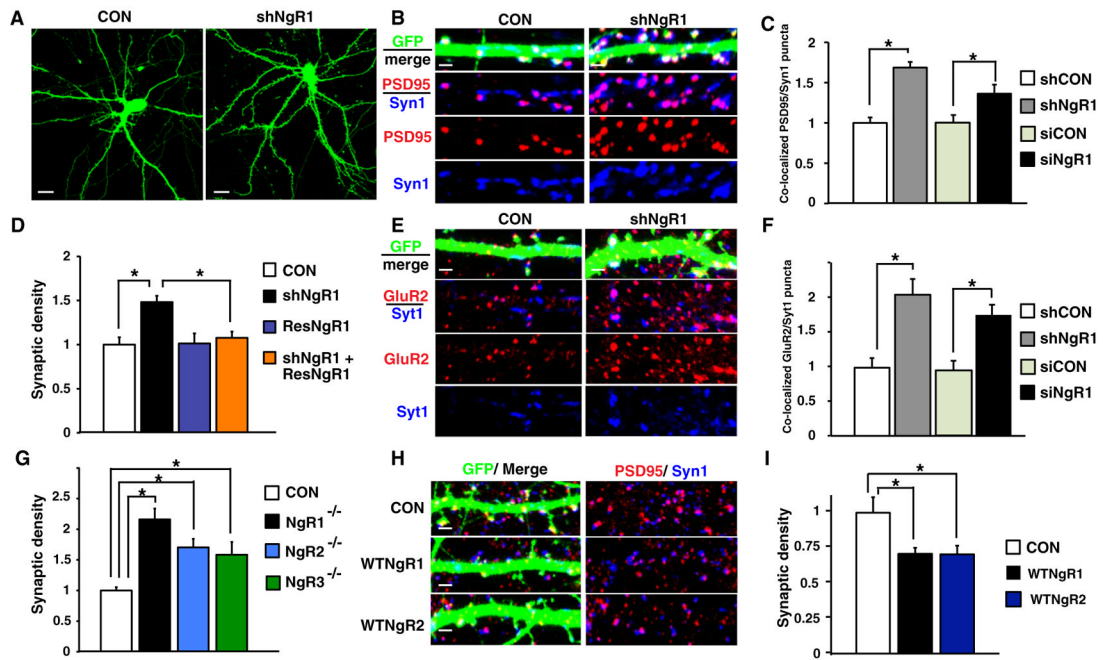 A
CON
shNgR1
B
CON
shNgR1
GFP
merge
PSD95
Syn1
PSD95
Syn1
C
Co-localized PSD95/Syn1 puncta
2
1.5
1
0.5
0
*
*
shCON
shNgR1
siCON
siNgR1
D
Synaptic density
2
1.5
1
0.5
0
*
*
CON
shNgR1
ResNgR1
shNgR1 +
ResNgR1
E
CON
shNgR1
GFP
merge
GluR2
Syt1
GluR2
Syt1
F
Co-localized GluR2/Syt1 puncta
2
2
1.5
1
0.5
0
*
*
shCON
shNgR1
siCON
siNgR1
G
Synaptic density
2.5
2
1.5
1
0.5
0
*
*
*
CON
NgR1-/-
NgR2-/-
NgR3-/-
H
GFP/ Merge
PSD95/ Syn1
CON
WTNgR1
WTNgR2
I
Synaptic density
1
0.75
0.5
0
*
*
CON
WTNgR1
WTNgR2